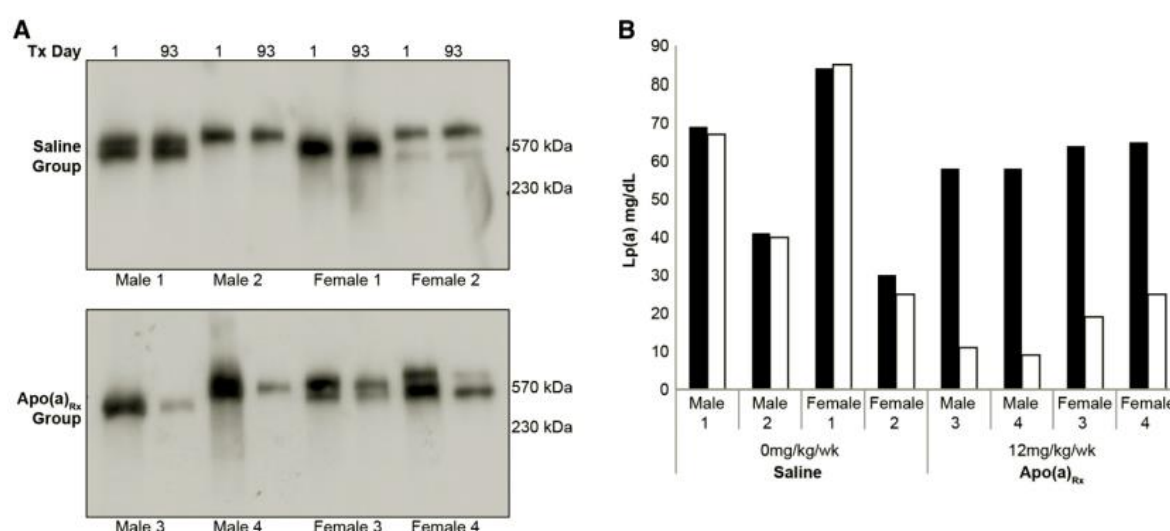 A
Tx Day 1 93 1 93 1 93 1 93
Saline
Group
570 kDa
230 kDa
Male 1 Male 2 Female 1 Female 2
Apo(a)Rx
Group
570 kDa
230 kDa
Male 3 Male 4 Female 3 Female 4
B
Lp(a) mg/dL
90
80
70
60
50
40
30
20
10
0
Male Male Female Female Male Male Female Female
1 2 1 2 3 4 3 4
0mg/kg/wk 12mg/kg/wk
Saline Apo(a)Rx